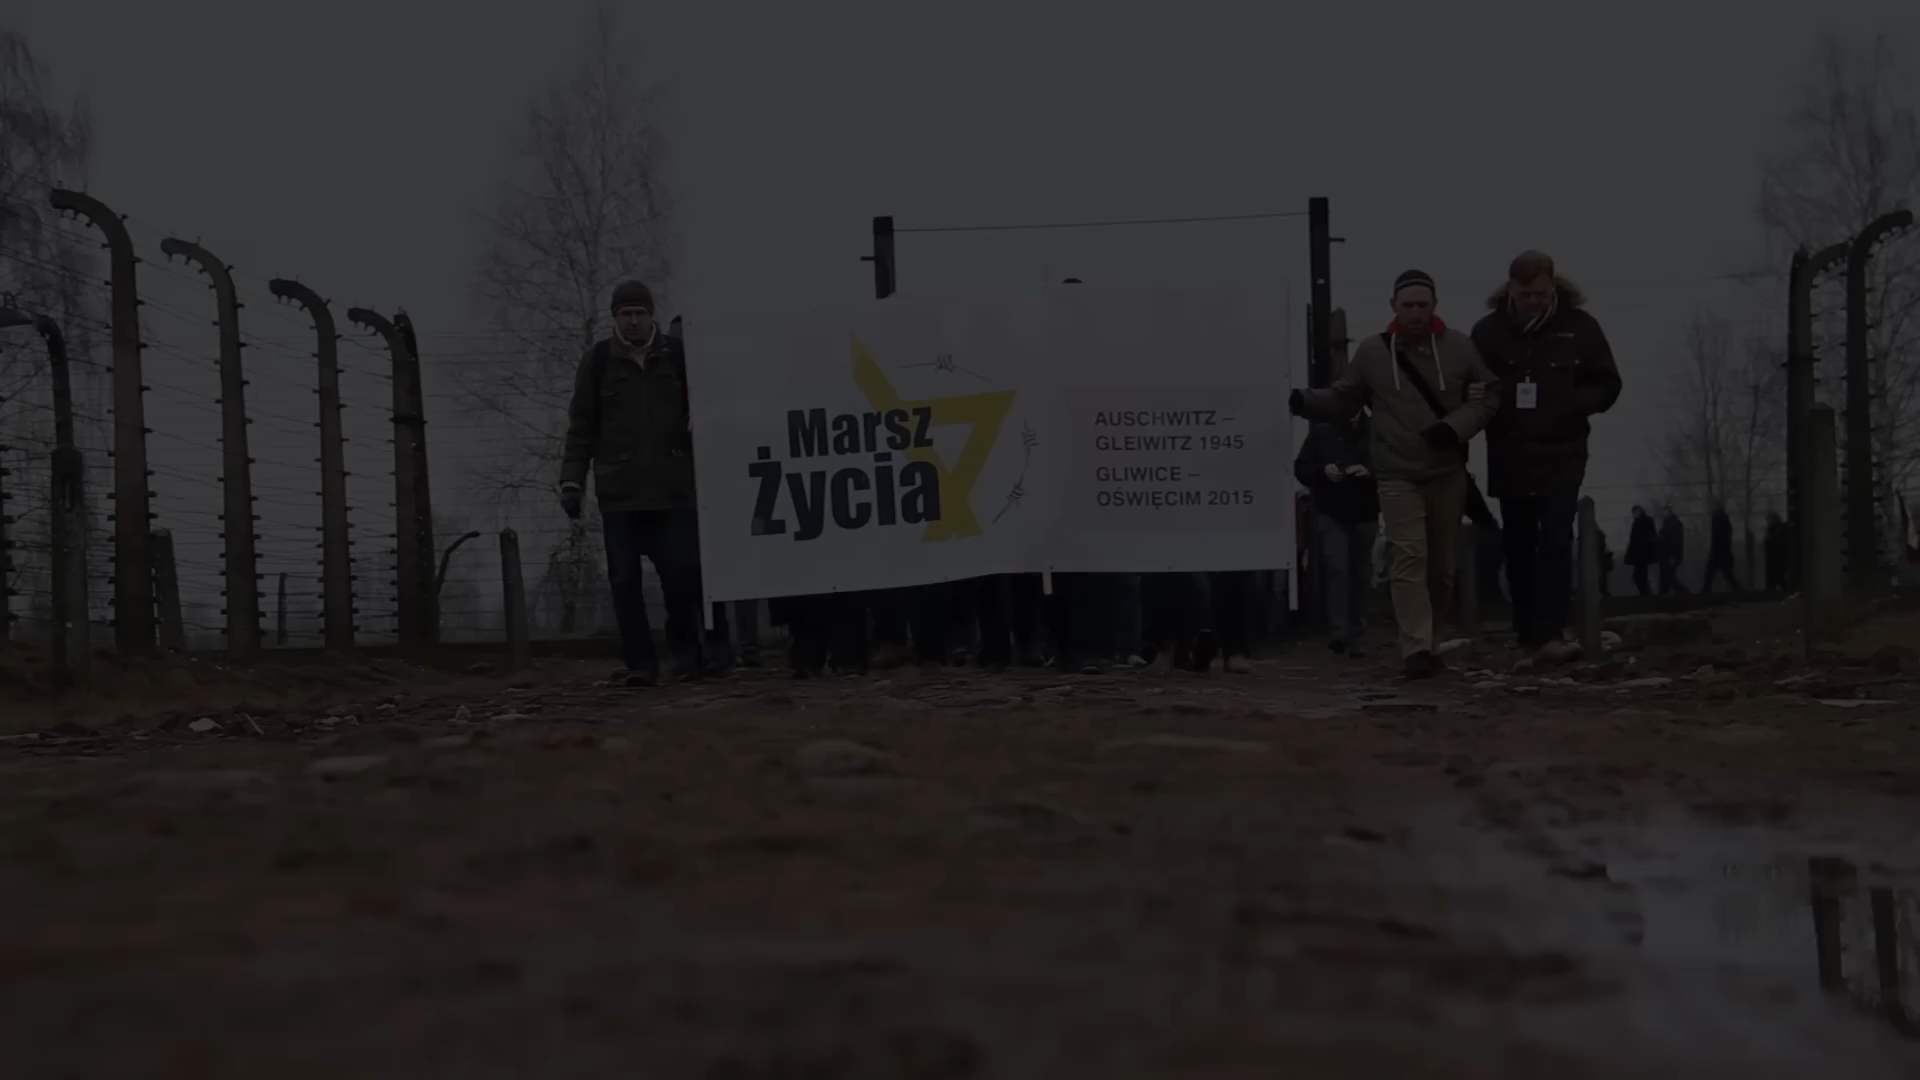 Marsz
Życia
AUSCHWITZ –
GLEIWITZ 1945
GLIWICE –
OŚWIĘCIM 2015